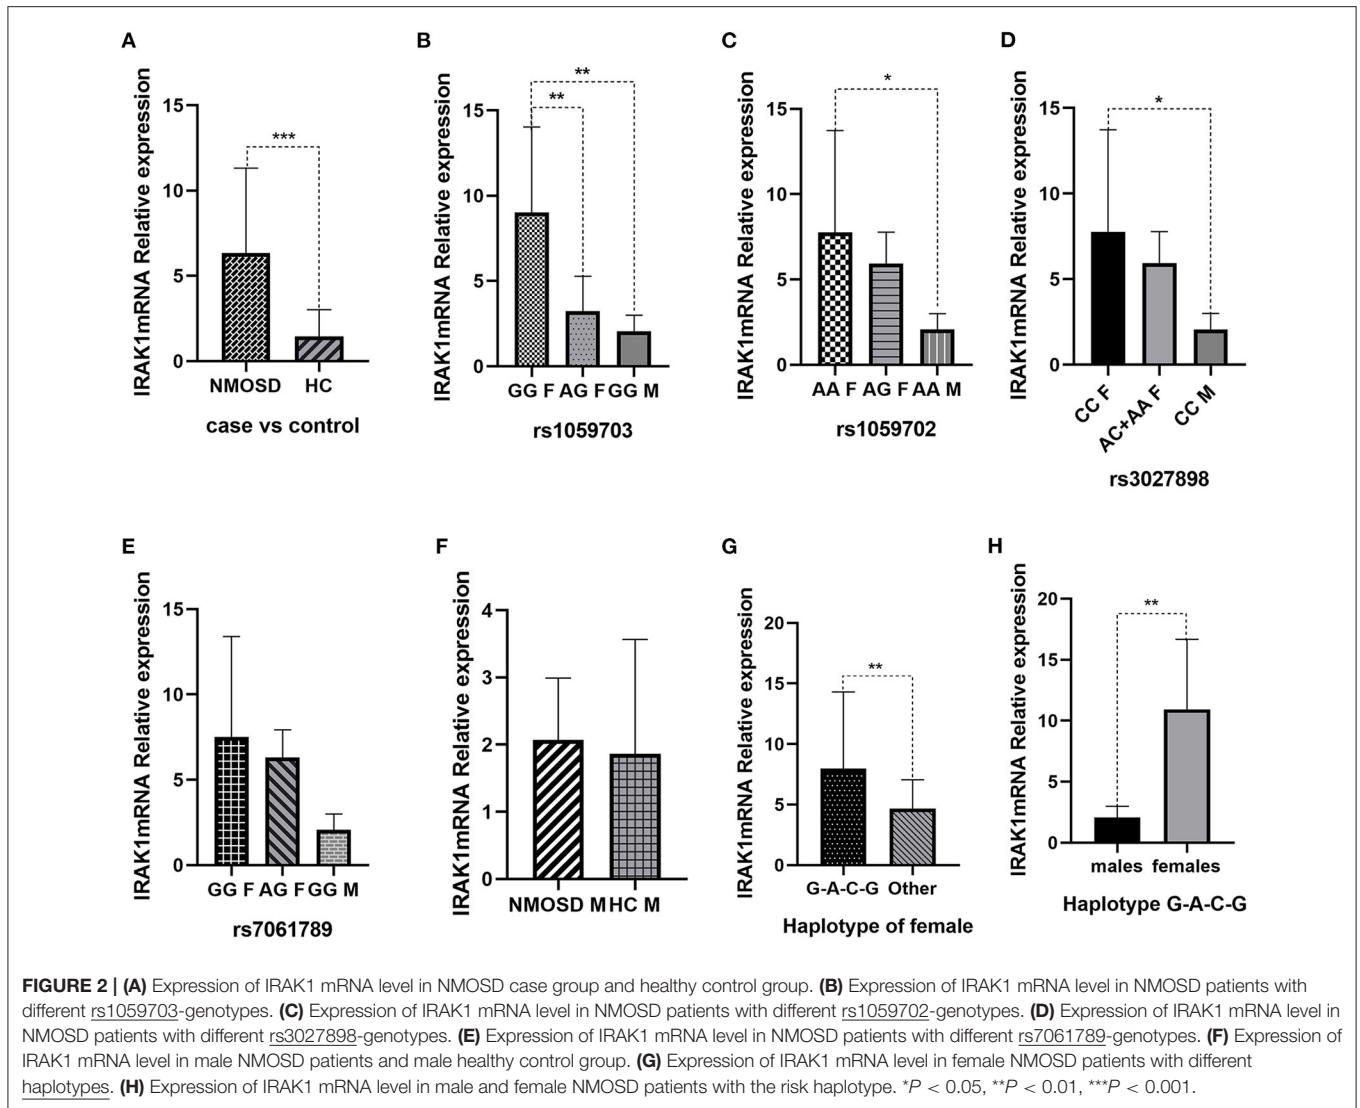 A
IRAK1mRNA Relative expression
15
10
5
0
***
NMOSD HC
case vs control
B
IRAK1mRNA Relative expression
15
10
5
0
**
**
GG F AG F GG M
rs1059703
C
IRAK1mRNA Relative expression
15
10
5
0
*
AA F AG F AA M
rs1059702
D
IRAK1mRNA Relative expression
15
10
5
0
*
CC F AC+AA F CC M
rs3027898
E
IRAK1mRNA Relative expression
15
10
5
0
GG F AG F GG M
rs7061789
F
IRAK1mRNA Relative expression
4
3
2
1
0
NMOSD M HC M
G
IRAK1mRNA Relative expression
20
15
10
5
0
**
G-A-C-G Other
Haplotype of female
H
IRAK1mRNA Relative expression
20
15
10
5
0
**
males females
Haplotype G-A-C-G
FIGURE 2 | (A) Expression of IRAK1 mRNA level in NMOSD case group and healthy control group. (B) Expression of IRAK1 mRNA level in NMOSD patients with
different rs1059703-genotypes. (C) Expression of IRAK1 mRNA level in NMOSD patients with different rs1059702-genotypes. (D) Expression of IRAK1 mRNA level in
NMOSD patients with different rs3027898-genotypes. (E) Expression of IRAK1 mRNA level in NMOSD patients with different rs7061789-genotypes. (F) Expression of
IRAK1 mRNA level in male NMOSD patients and male healthy control group. (G) Expression of IRAK1 mRNA level in female NMOSD patients with different
haplotypes. (H) Expression of IRAK1 mRNA level in male and female NMOSD patients with the risk haplotype. *P < 0.05, **P < 0.01, ***P < 0.001.